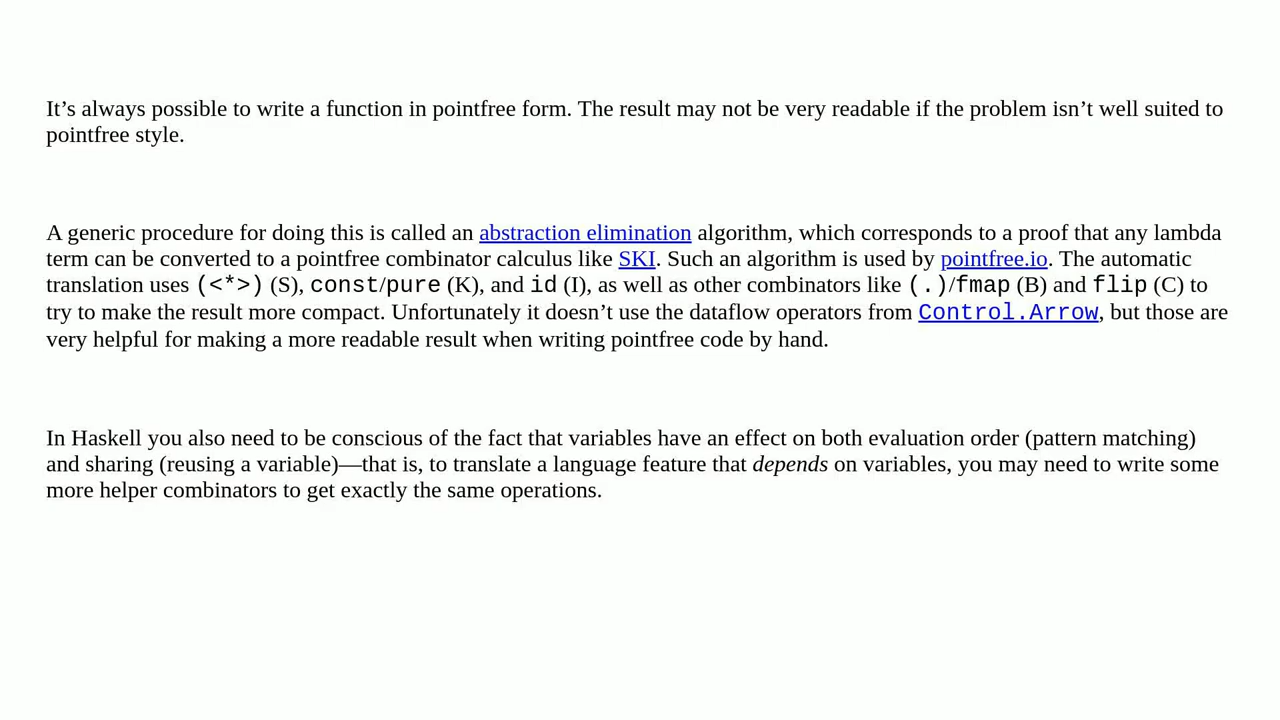 It’s always possible to write a function in pointfree form. The result may not be very readable if the problem isn’t well suited to
pointfree style.
A generic procedure for doing this is called an abstraction elimination algorithm, which corresponds to a proof that any lambda
term can be converted to a pointfree combinator calculus like SKI. Such an algorithm is used by pointfree.io. The automatic
translation uses (<*>) (S), const/pure (K), and id (I), as well as other combinators like (.)/fmap (B) and flip (C) to
try to make the result more compact. Unfortunately it doesn’t use the dataflow operators from Control.Arrow, but those are
very helpful for making a more readable result when writing pointfree code by hand.
In Haskell you also need to be conscious of the fact that variables have an effect on both evaluation order (pattern matching)
and sharing (reusing a variable)—that is, to translate a language feature that depends on variables, you may need to write some
more helper combinators to get exactly the same operations.